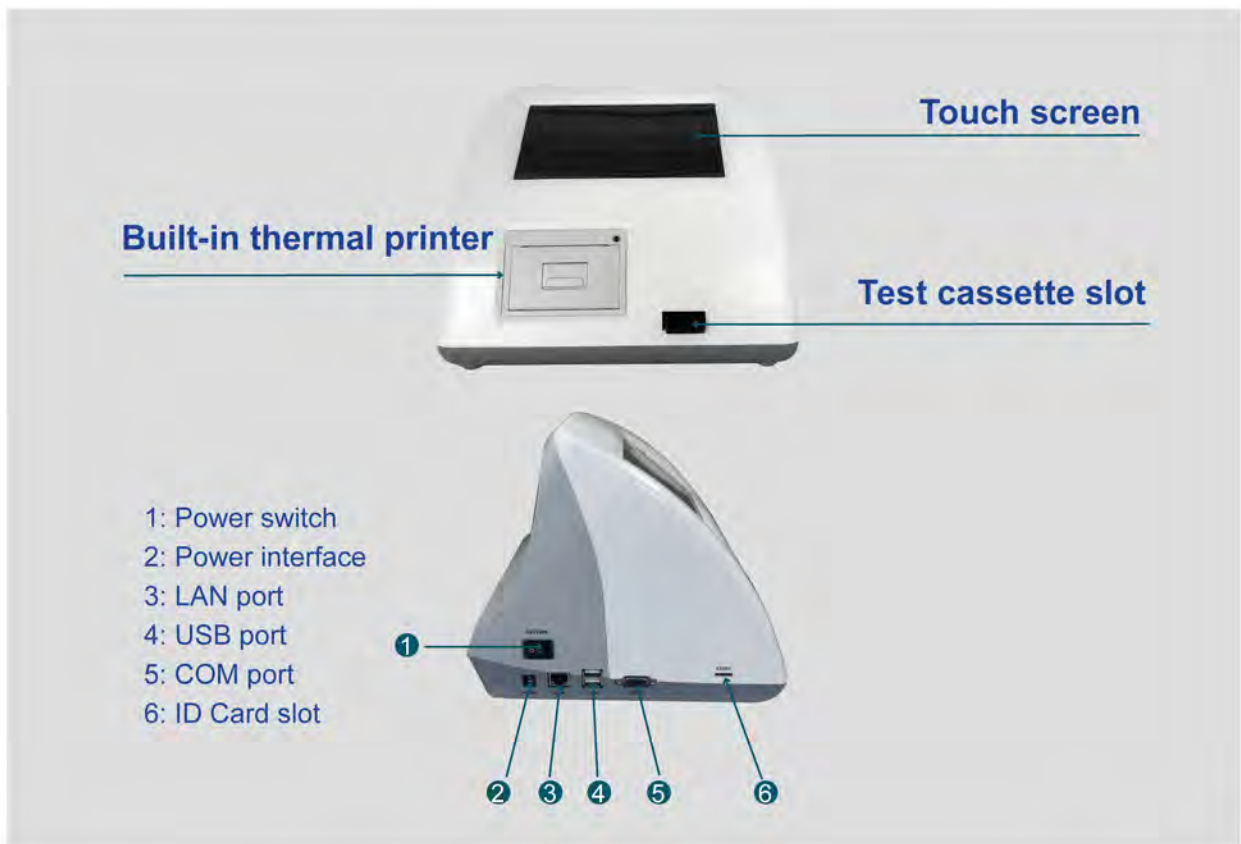 Touch screen
Built-in thermal printer
Test cassette slot
1: Power switch
2: Power interface
3: LAN port
4: USB port
5: COM port
6: ID Card slot
1
2
3
4
5
6